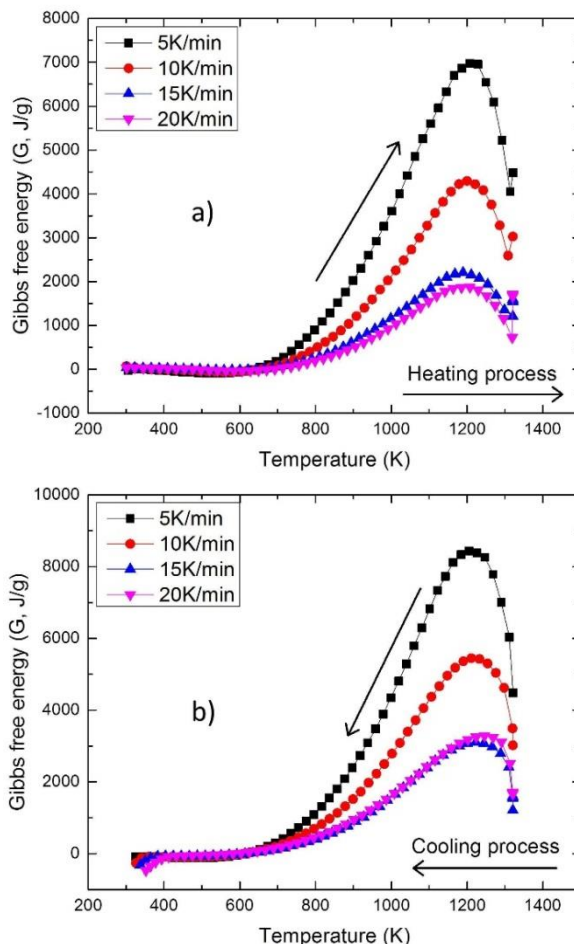 8000
7000
6000
5000
4000
3000
2000
1000
0
-1000
Gibbs free energy (G, J/g)
5K/min
10K/min
15K/min
20K/min
a)
Heating process
200 400 600 800 1000 1200 1400
Temperature (K)
10000
8000
6000
4000
2000
0
Gibbs free energy (G, J/g)
5K/min
10K/min
15K/min
20K/min
b)
Cooling process
200 400 600 800 1000 1200 1400
Temperature (K)